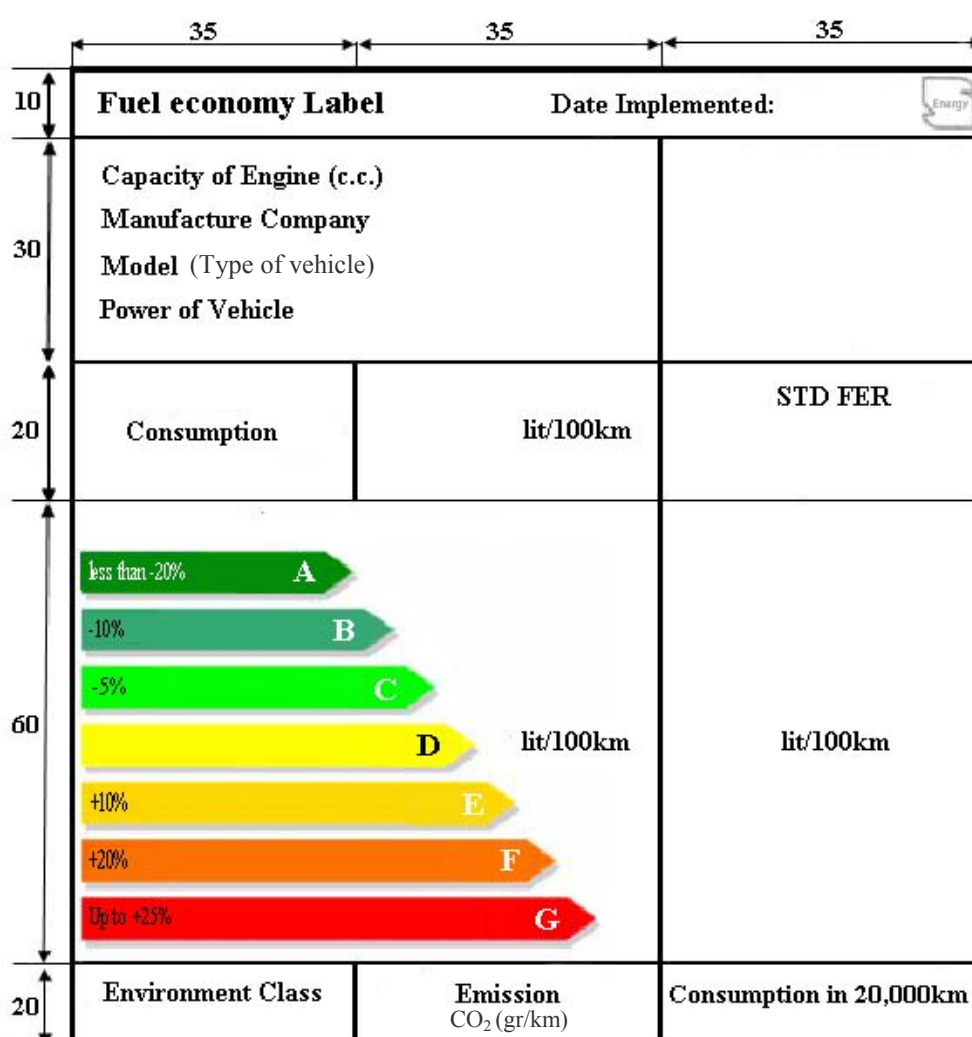 35 35 35
10 Fuel economy Label Date Implemented: Energy
Capacity of Engine (c.c.)
Manufacture Company
30
Model (Type of vehicle)
Power of Vehicle
STD FER
20 Consumption lit/100km
less than -20% A
-10% B
-5% C
60 D lit/100km lit/100km
+10% E
+20% F
Up to +25% G
20 Environment Class Emission Consumption in 20,000km
CO₂ (gr/km)